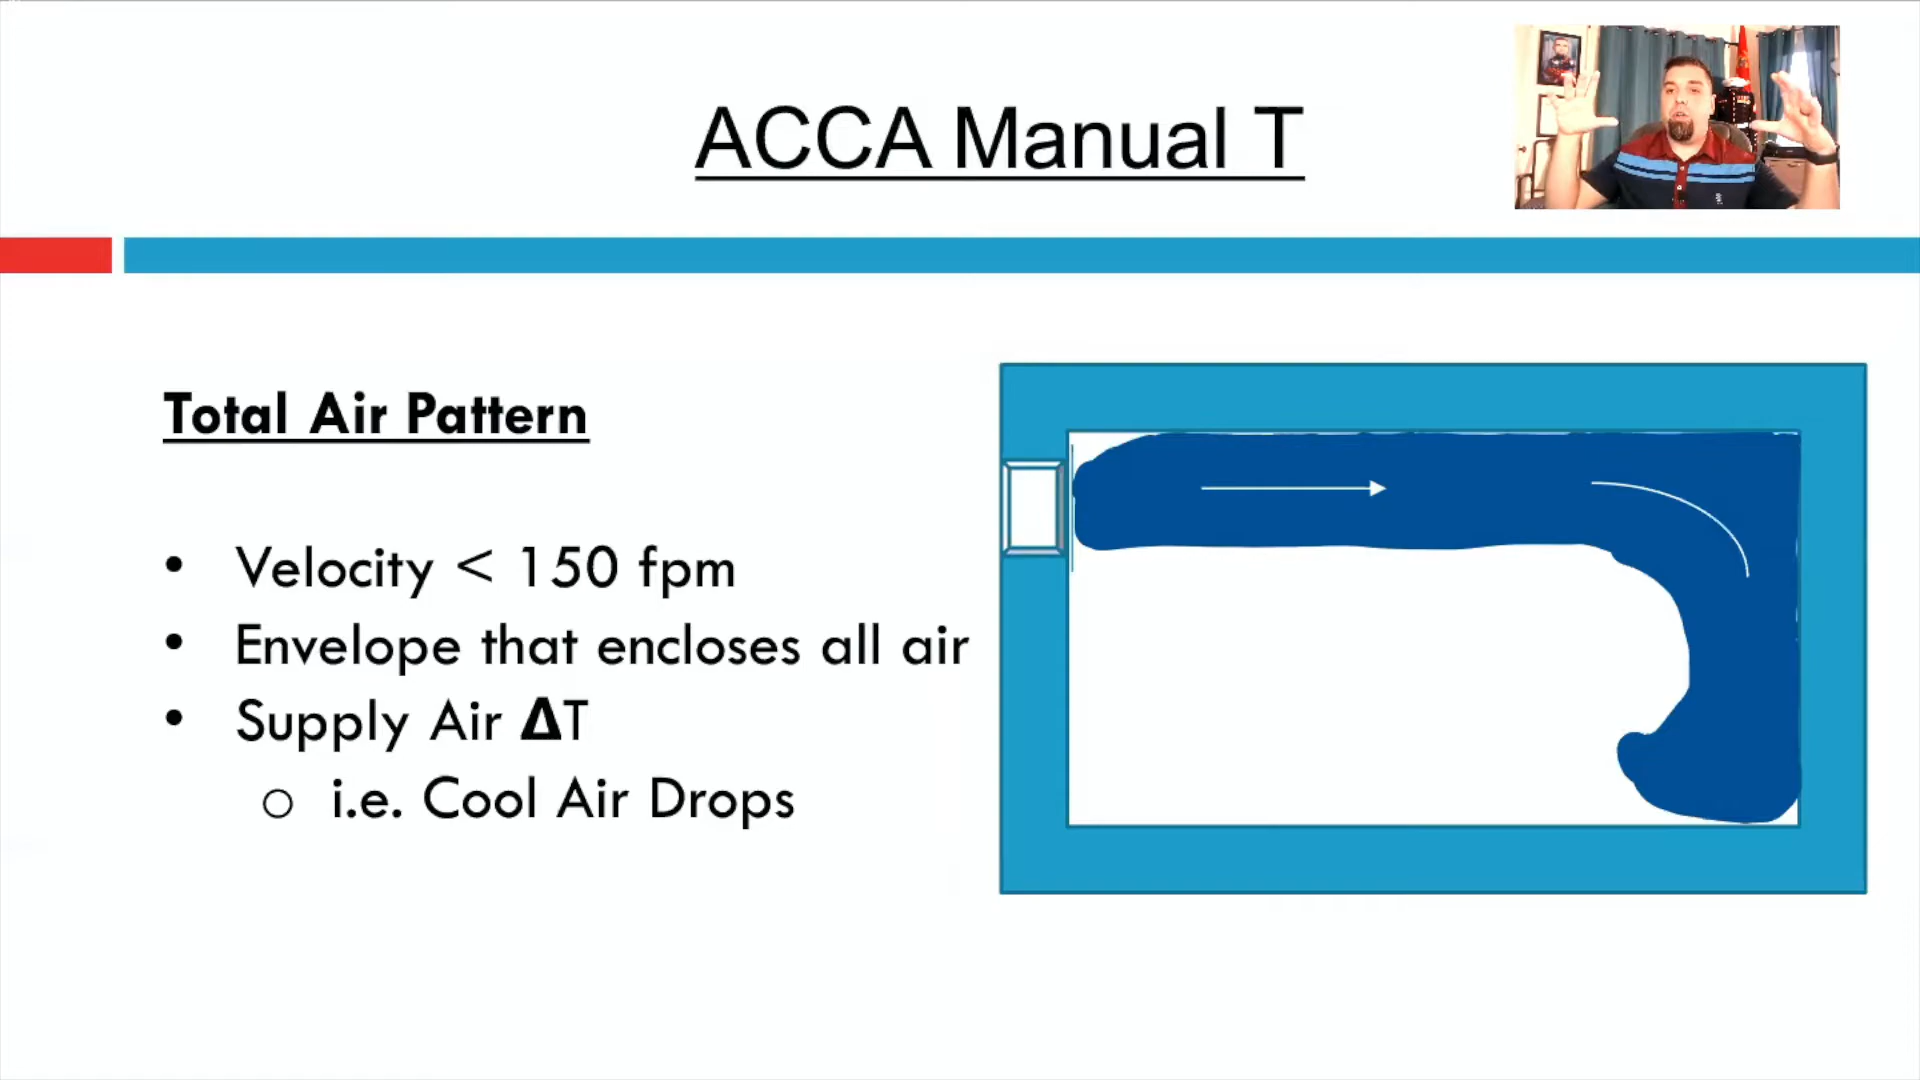 ACCA Manual T
Total Air Pattern
• Velocity < 150 fpm
• Envelope that encloses all air
• Supply Air ΔT
o i.e. Cool Air Drops